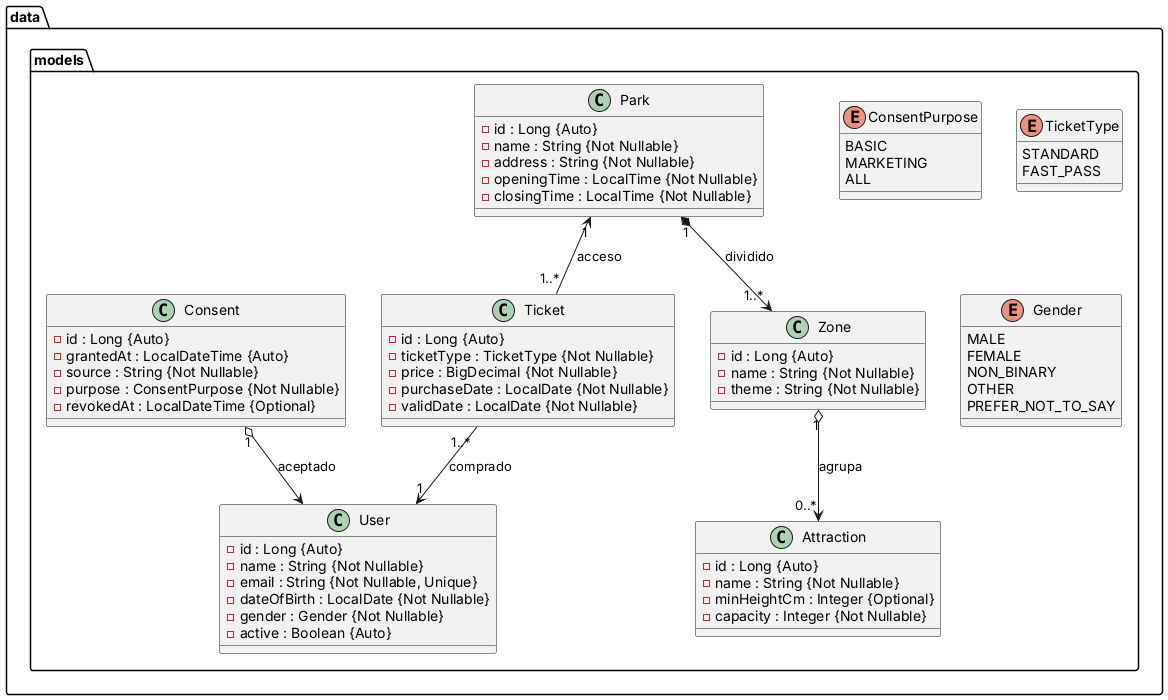 data
models
C Park
id : Long {Auto}
name : String {Not Nullable}
address : String {Not Nullable}
openingTime : LocalTime {Not Nullable}
closingTime : LocalTime {Not Nullable}
E ConsentPurpose
BASIC
MARKETING
ALL
E TicketType
STANDARD
FAST_PASS
1
acceso
1..*
1
dividido
1..*
C Consent
id : Long {Auto}
grantedAt : LocalDateTime {Auto}
source : String {Not Nullable}
purpose : ConsentPurpose {Not Nullable}
revokedAt : LocalDateTime {Optional}
C Ticket
id : Long {Auto}
ticketType : TicketType {Not Nullable}
price : BigDecimal {Not Nullable}
purchaseDate : LocalDate {Not Nullable}
validDate : LocalDate {Not Nullable}
C Zone
id : Long {Auto}
name : String {Not Nullable}
theme : String {Not Nullable}
E Gender
MALE
FEMALE
NON_BINARY
OTHER
PREFER_NOT_TO_SAY
1
aceptado
1..*
comprado
1
1
agrupa
0..*
C User
id : Long {Auto}
name : String {Not Nullable}
email : String {Not Nullable, Unique}
dateOfBirth : LocalDate {Not Nullable}
gender : Gender {Not Nullable}
active : Boolean {Auto}
C Attraction
id : Long {Auto}
name : String {Not Nullable}
minHeightCm : Integer {Optional}
capacity : Integer {Not Nullable}